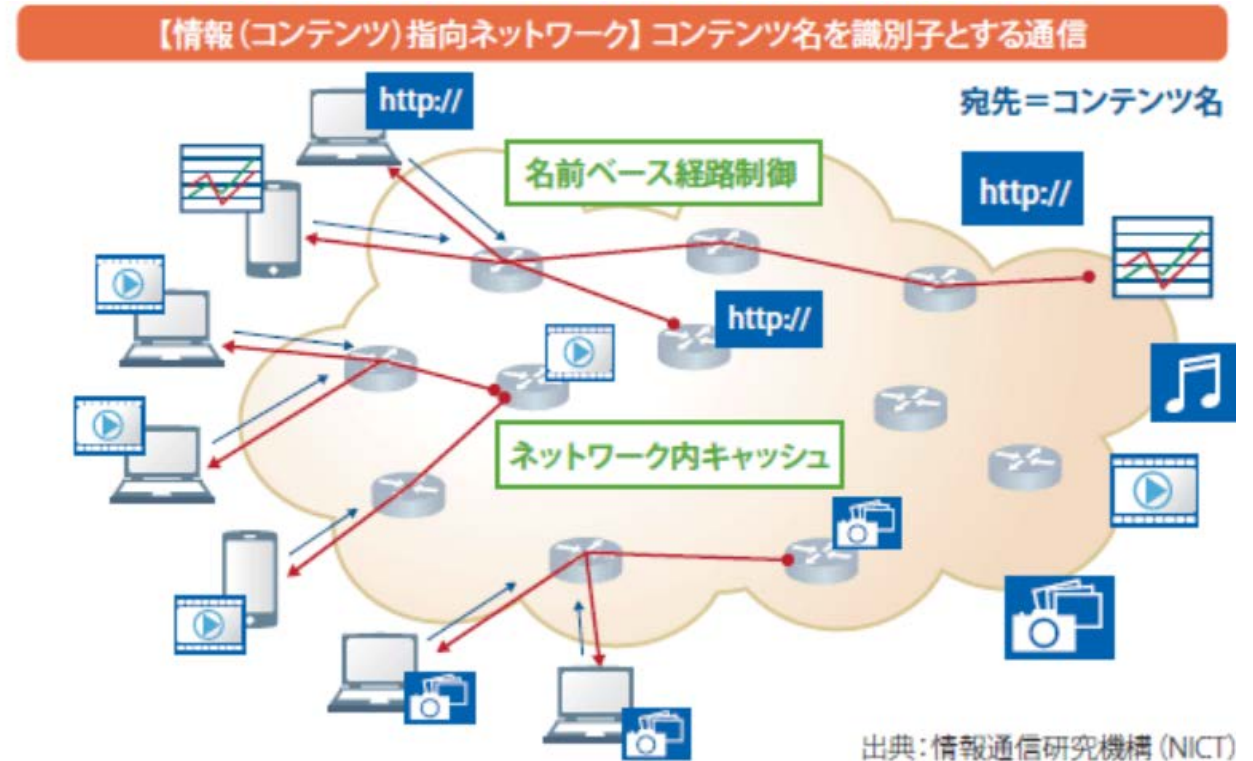 【情報(コンテンツ)指向ネットワーク】コンテンツ名を識別子とする通信
http://
宛先=コンテンツ名
名前ベース経路制御
http://
http://
ネットワーク内キャッシュ
出典:情報通信研究機構(NICT)